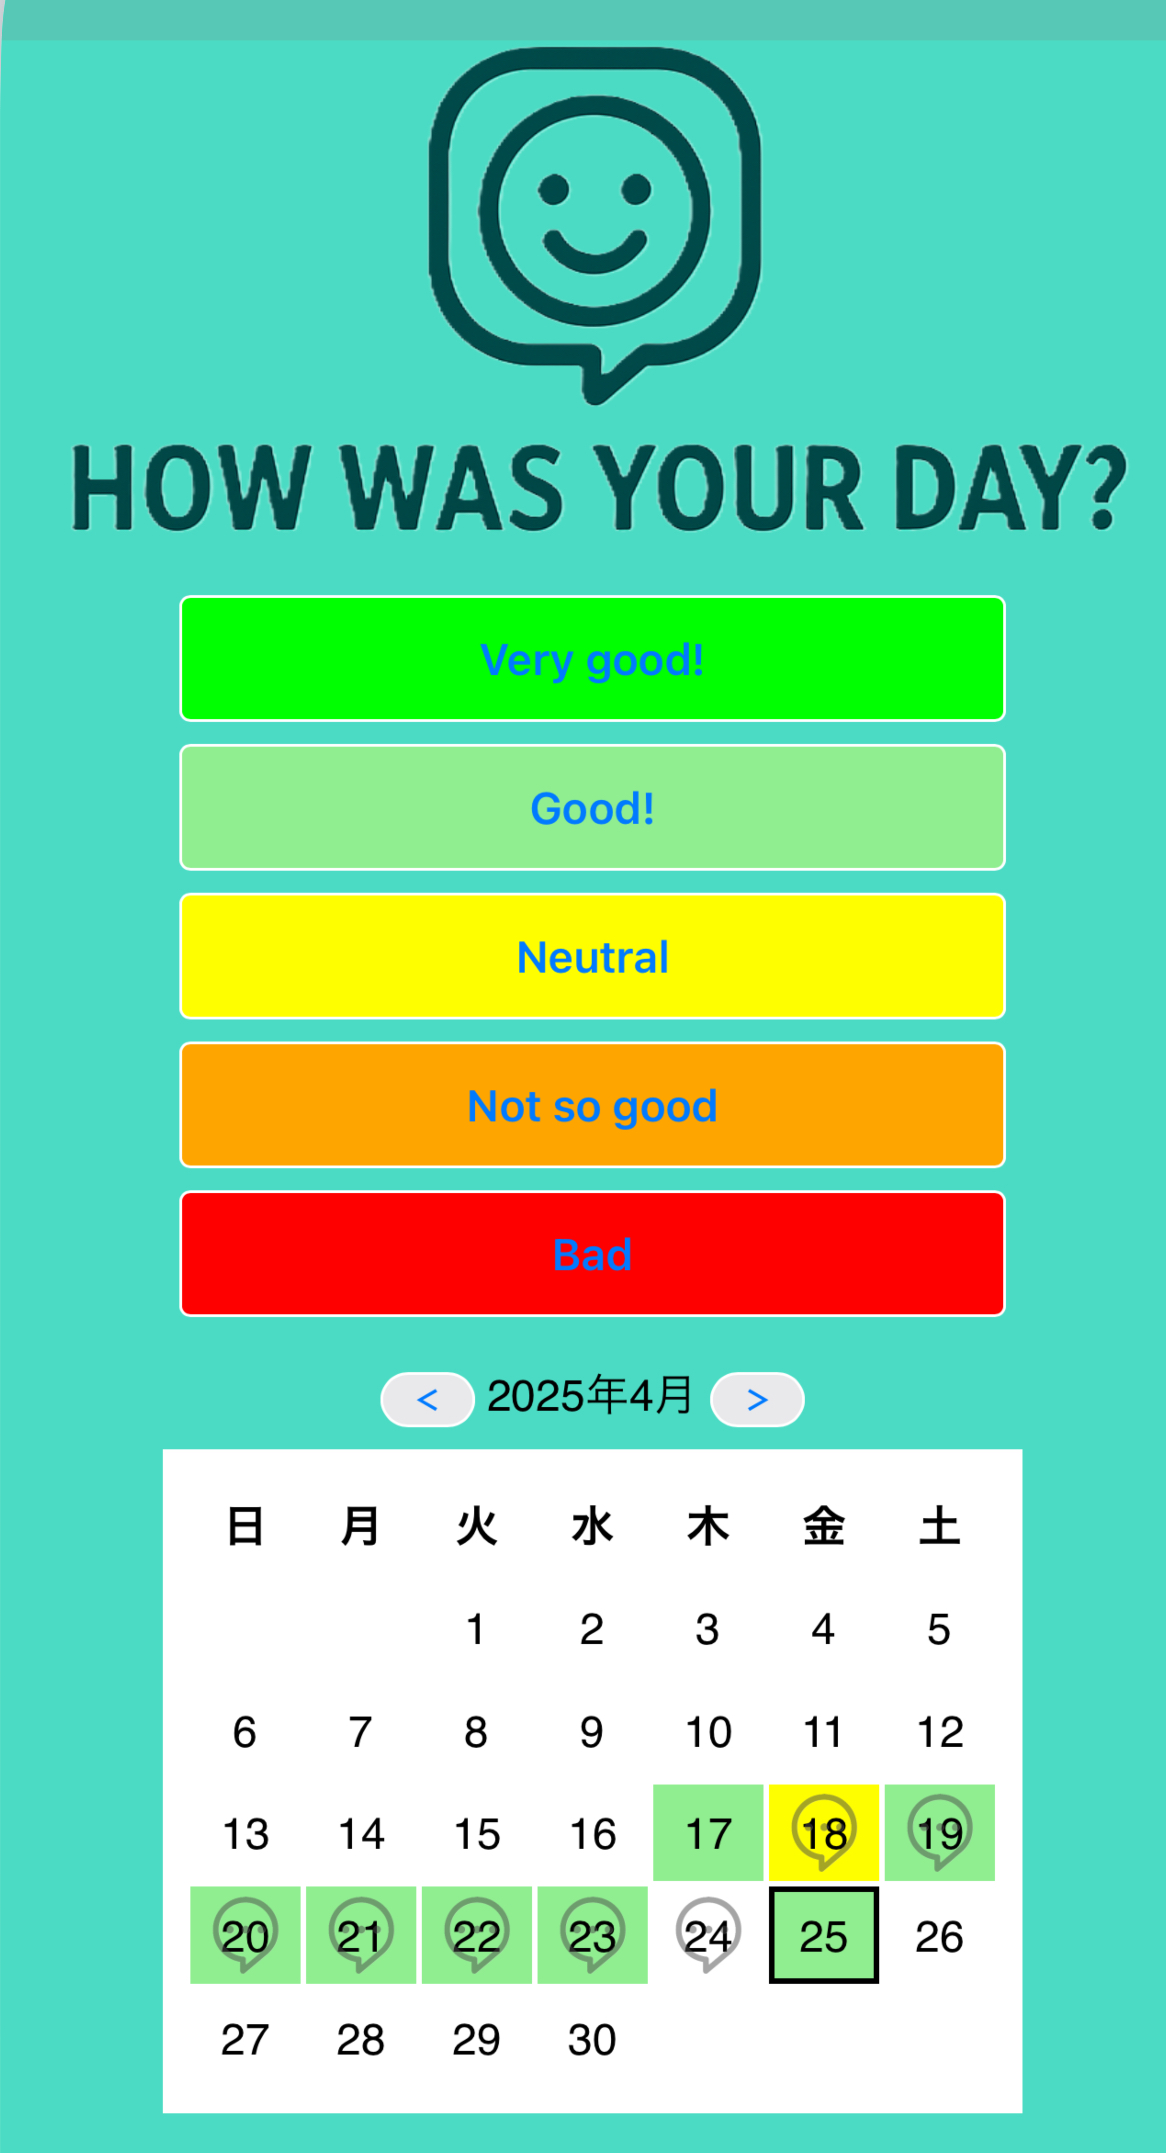 HOW WAS YOUR DAY?
Very good!
Good!
Neutral
Not so good
Bad
< 2025年4月 >
日 月 火 水 木 金 土
1 2 3 4 5
6 7 8 9 10 11 12
13 14 15 16 17 18 19
20 21 22 23 24 25 26
27 28 29 30